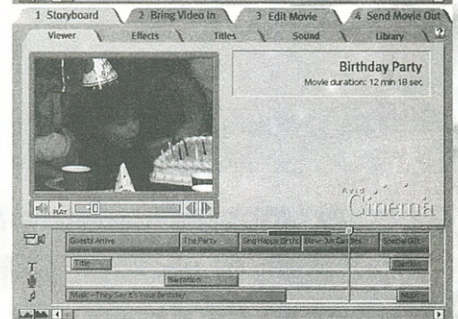 1 Storyboard
2 Bring Video In
3 Edit Movie
4 Send Movie Out
Viewer
Effects
Titles
Sound
Library
?
Birthday Party
Movie duration: 12 min 18 sec
PLAY
Avid
Cinema
Guests Arrive
The Party
Sing Happy Birthd
Blow Out Candles
Special Gift
T
Title
Narration
Music - They Say It's Your Birthday
Music